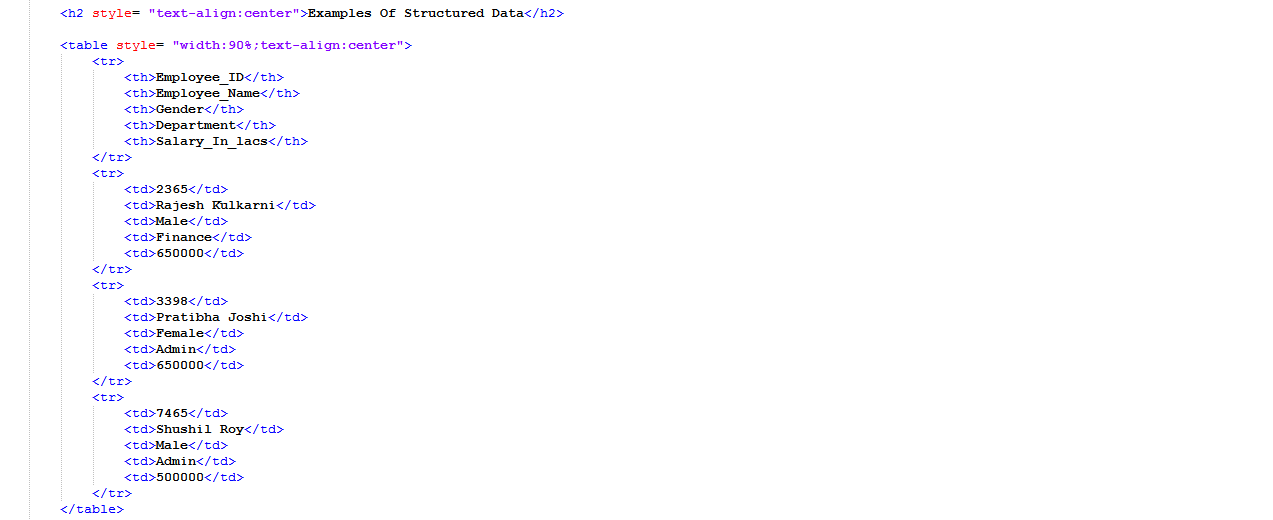 <h2 style= "text-align:center">Examples Of Structured Data</h2>
<table style= "width:90%;text-align:center">
<tr>
<th>Employee_ID</th>
<th>Employee_Name</th>
<th>Gender</th>
<th>Department</th>
<th>Salary_In_lacs</th>
</tr>
<tr>
<td>2365</td>
<td>Rajesh Kulkarni</td>
<td>Male</td>
<td>Finance</td>
<td>650000</td>
</tr>
<tr>
<td>3398</td>
<td>Pratibha Joshi</td>
<td>Female</td>
<td>Admin</td>
<td>650000</td>
</tr>
<tr>
<td>7465</td>
<td>Shushil Roy</td>
<td>Male</td>
<td>Admin</td>
<td>500000</td>
</tr>
</table>